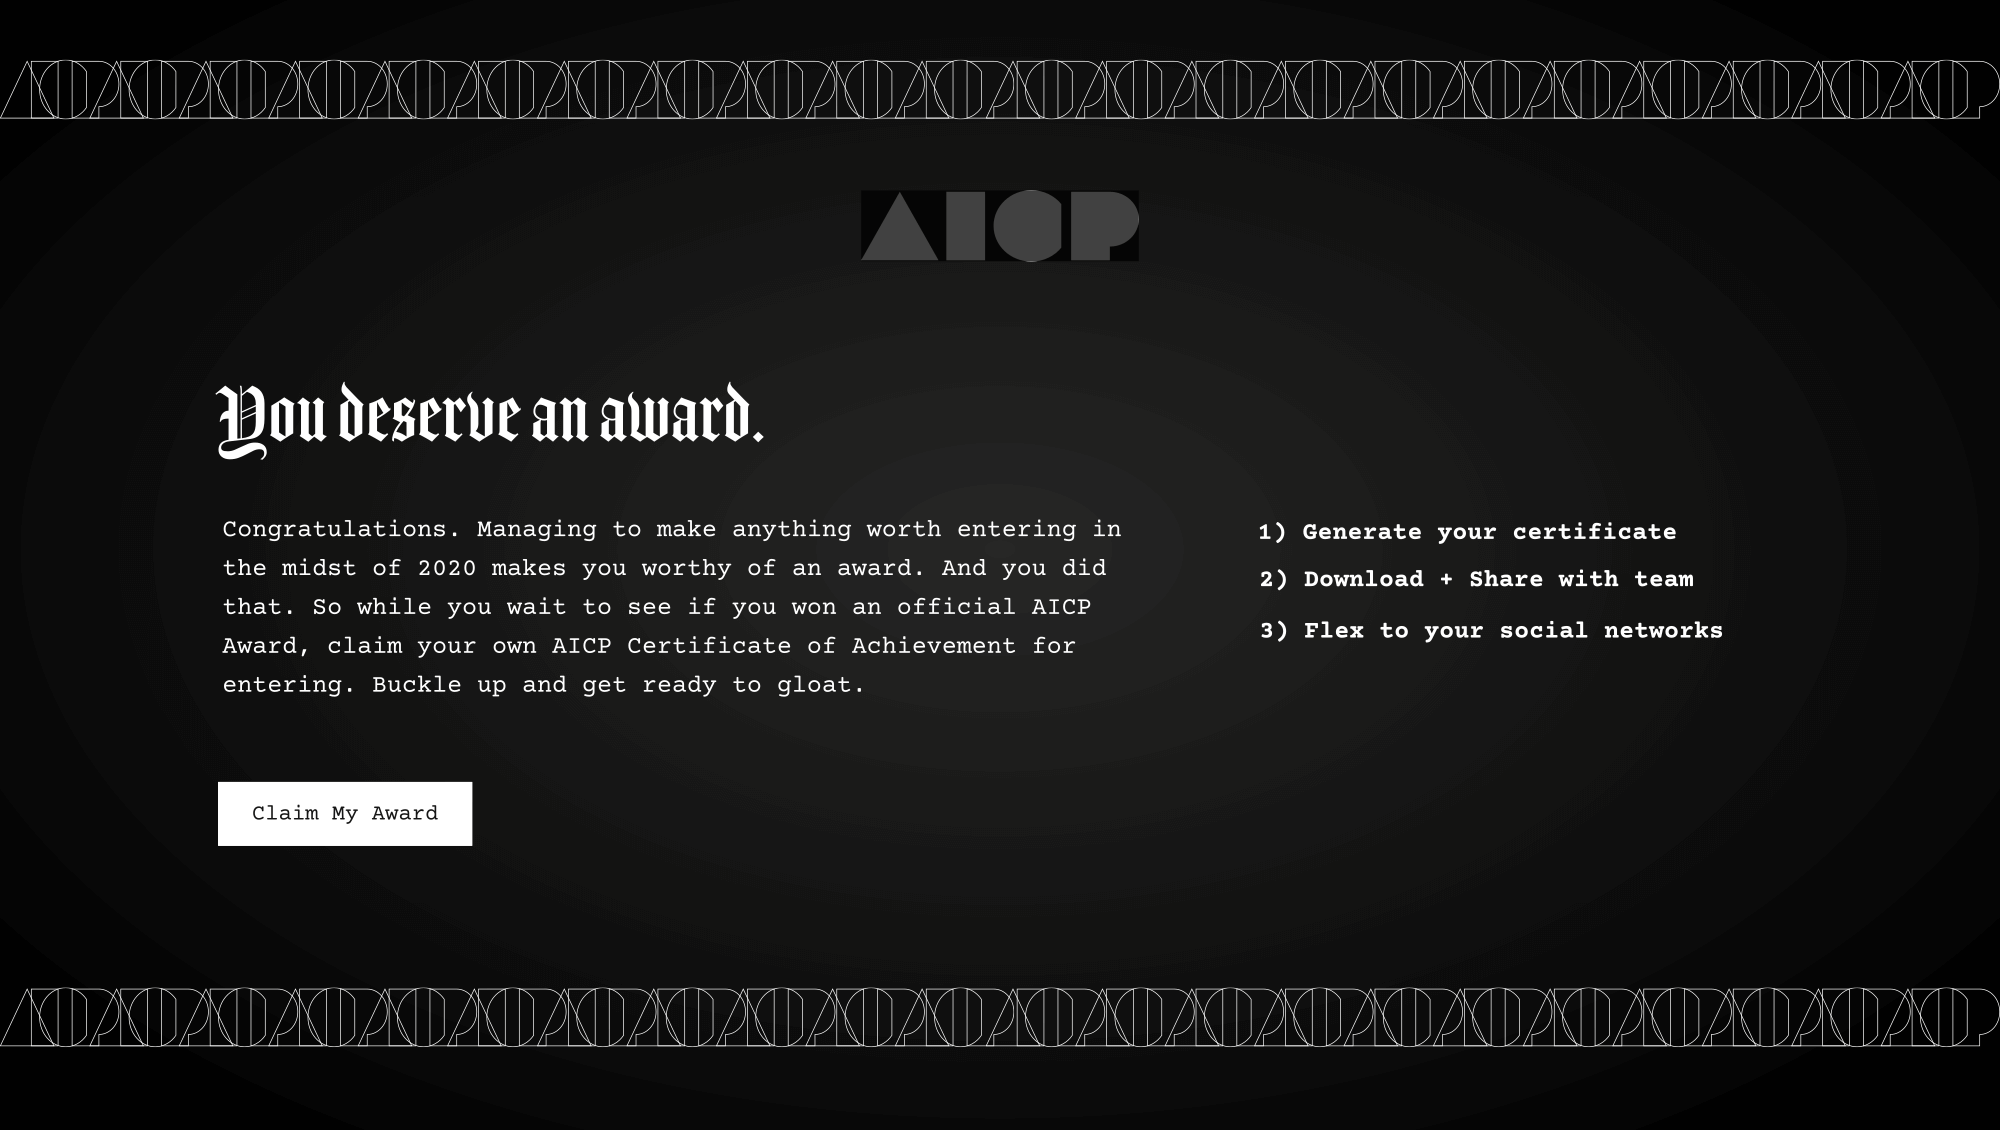 AICP
You deserve an award.
Congratulations. Managing to make anything worth entering in
the midst of 2020 makes you worthy of an award. And you did
that. So while you wait to see if you won an official AICP
Award, claim your own AICP Certificate of Achievement for
entering. Buckle up and get ready to gloat.
1) Generate your certificate
2) Download + Share with team
3) Flex to your social networks
Claim My Award